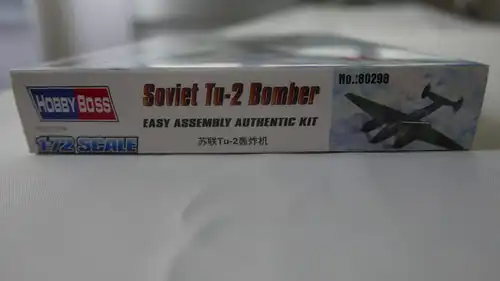 HOBBY BOSS
1:72 SCALE
Soviet Tu-2 Bomber
EASY ASSEMBLY AUTHENTIC KIT
苏联Tu-2轰炸机
No.:80298